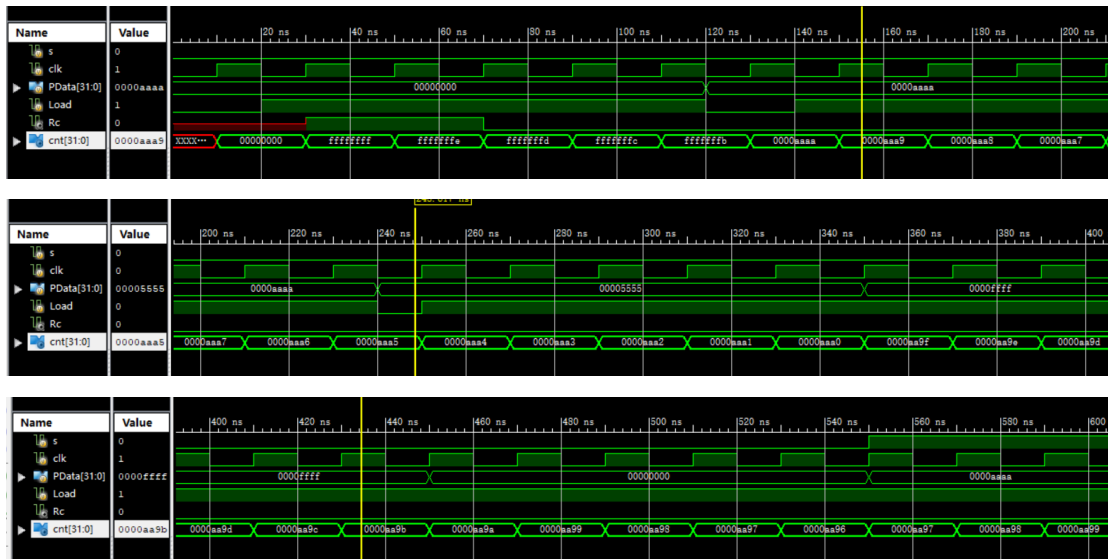 Name Value 20 ns 40 ns 60 ns 80 ns 100 ns 120 ns 140 ns 160 ns 180 ns 200 ns
s 0
clk 1
PData[31:0] 0000aaaa 00000000 0000aaaa
Load 1
Rc 0
cnt[31:0] 0000aaa9 XXXX··· 00000000 ffffffff fffffffe fffffffd fffffffc fffffffb 0000aaaa 0000aaa9 0000aaa8 0000aaa7
Name Value 200 ns 220 ns 240 ns 260 ns 280 ns 300 ns 320 ns 340 ns 360 ns 380 ns 400
s 0
clk 0
PData[31:0] 00005555 0000aaaa 00005555 0000ffff
Load 0
Rc 0
cnt[31:0] 0000aaa5 0000aaa7 0000aaa6 0000aaa5 0000aaa4 0000aaa3 0000aaa2 0000aaa1 0000aaa0 0000aa9f 0000aa9e 0000aa9d
Name Value 400 ns 420 ns 440 ns 460 ns 480 ns 500 ns 520 ns 540 ns 560 ns 580 ns 600
s 0
clk 1
PData[31:0] 0000ffff 0000ffff 00000000 0000aaaa
Load 1
Rc 0
cnt[31:0] 0000aa9b 0000aa9d 0000aa9c 0000aa9b 0000aa9a 0000aa99 0000aa98 0000aa97 0000aa96 0000aa97 0000aa98 0000aa99